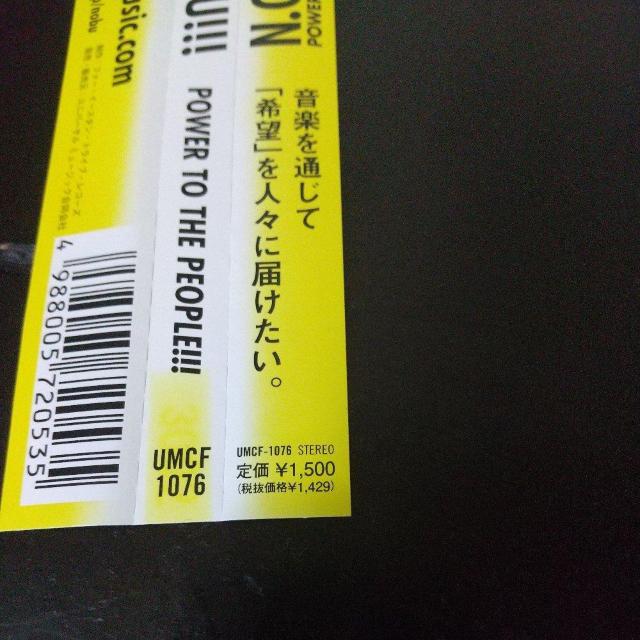 O.N
POWER
音楽を通じて
「希望」を人々に届けたい。
UMCF-1076 STEREO
定価 ¥1,500
(税抜価格¥1,429)
U!!!
POWER TO THE PEOPLE!!!
UMCF
1076
usic.com
nobu
4 988005 720535